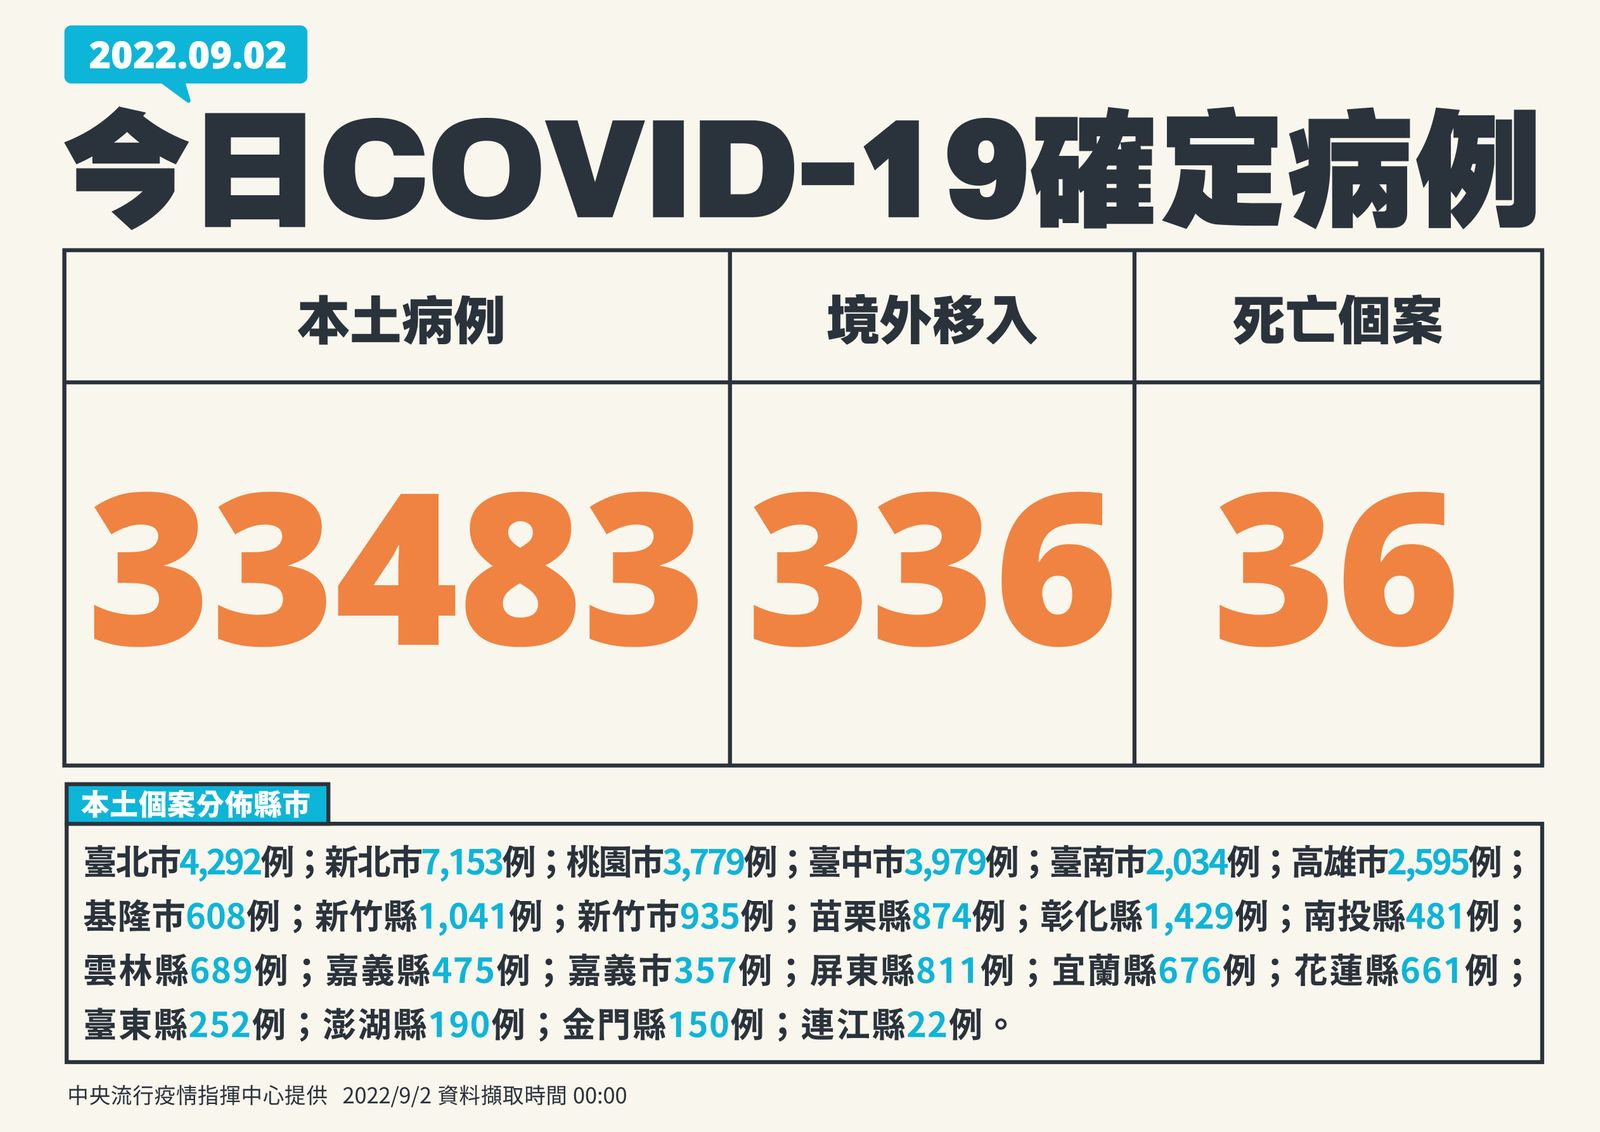 2022.09.02
今日COVID-19確定病例
本土病例 境外移入 死亡個案
33483 336 36
本土個案分佈縣市
臺北市4,292例；新北市7,153例；桃園市3,779例；臺中市3,979例；臺南市2,034例；高雄市2,595例；
基隆市608例；新竹縣1,041例；新竹市935例；苗栗縣874例；彰化縣1,429例；南投縣481例；
雲林縣689例；嘉義縣475例；嘉義市357例；屏東縣811例；宜蘭縣676例；花蓮縣661例；
臺東縣252例；澎湖縣190例；金門縣150例；連江縣22例。
中央流行疫情指揮中心提供 2022/9/2 資料擷取時間 00:00